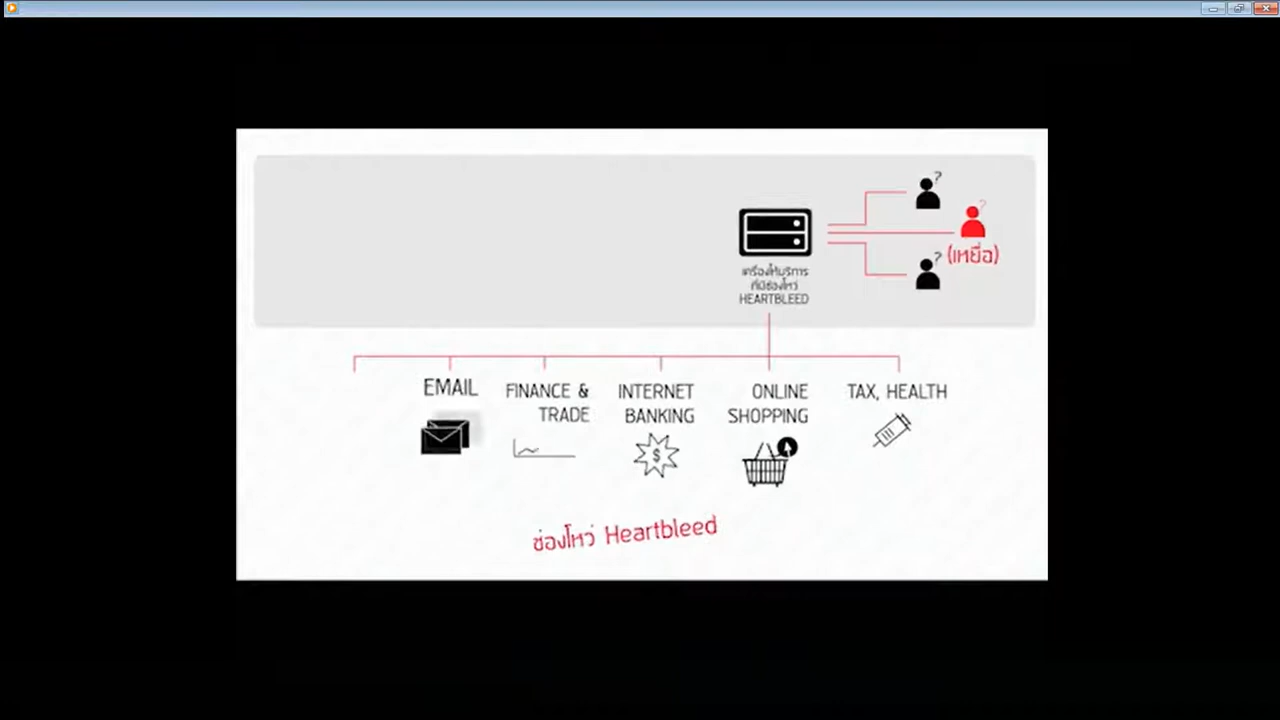 (เหยื่อ)
เครื่องให้บริการ
ที่มีช่องโหว่
HEARTBLEED
EMAIL
FINANCE &
TRADE
INTERNET
BANKING
ONLINE
SHOPPING
TAX, HEALTH
ช่องโหว่ Heartbleed